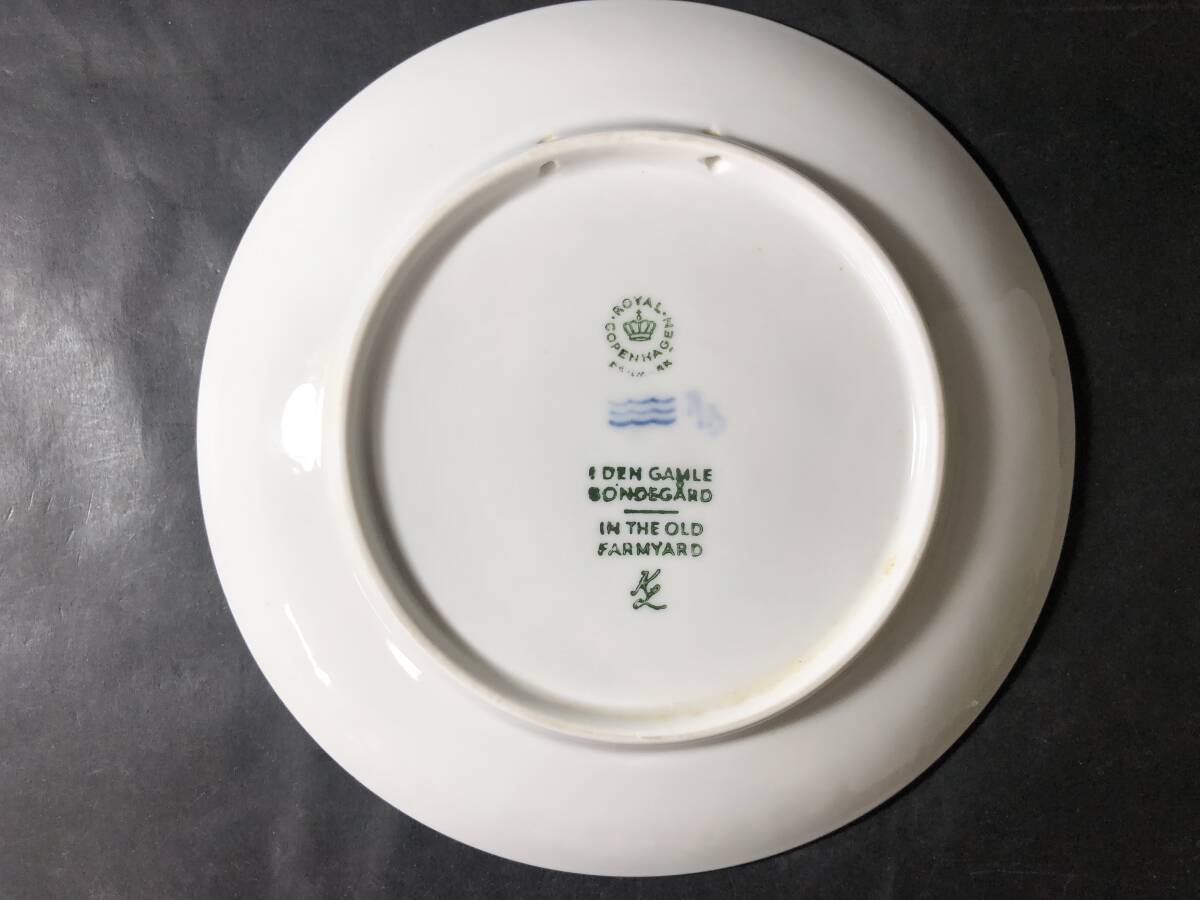 ROYAL
COPENHAGEN
I DEN GAMLE
BONDEGÅRD
IN THE OLD
FARMYARD